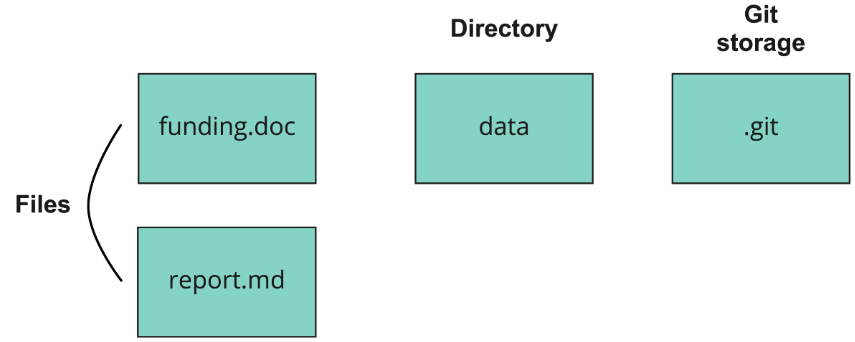 Directory
Git
storage
funding.doc
data
.git
Files
report.md